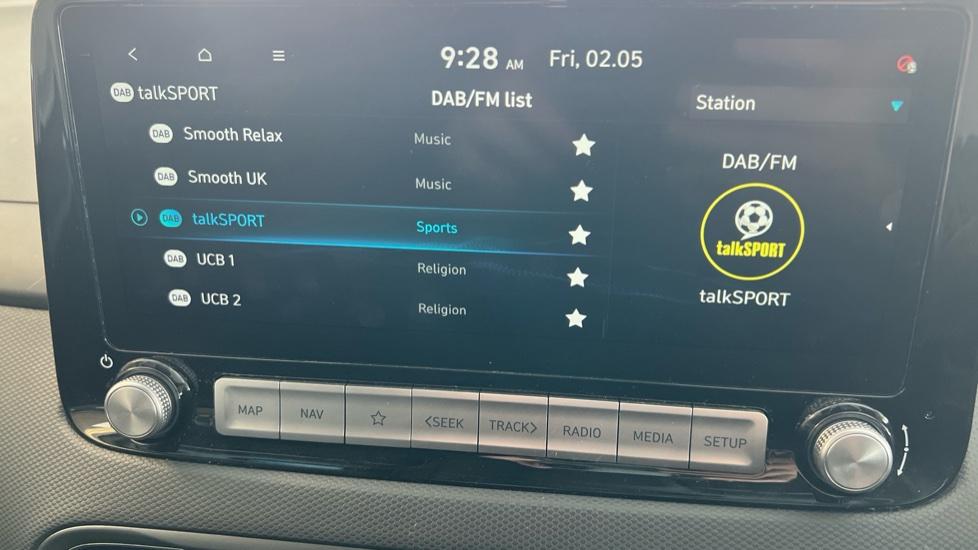 9:28 AM Fri, 02.05
DAB talkSPORT DAB/FM list Station
DAB Smooth Relax Music
DAB Smooth UK Music
DAB talkSPORT Sports
DAB UCB 1 Religion
DAB UCB 2 Religion
DAB/FM
talkSPORT
talkSPORT
MAP NAV <SEEK TRACK> RADIO MEDIA SETUP